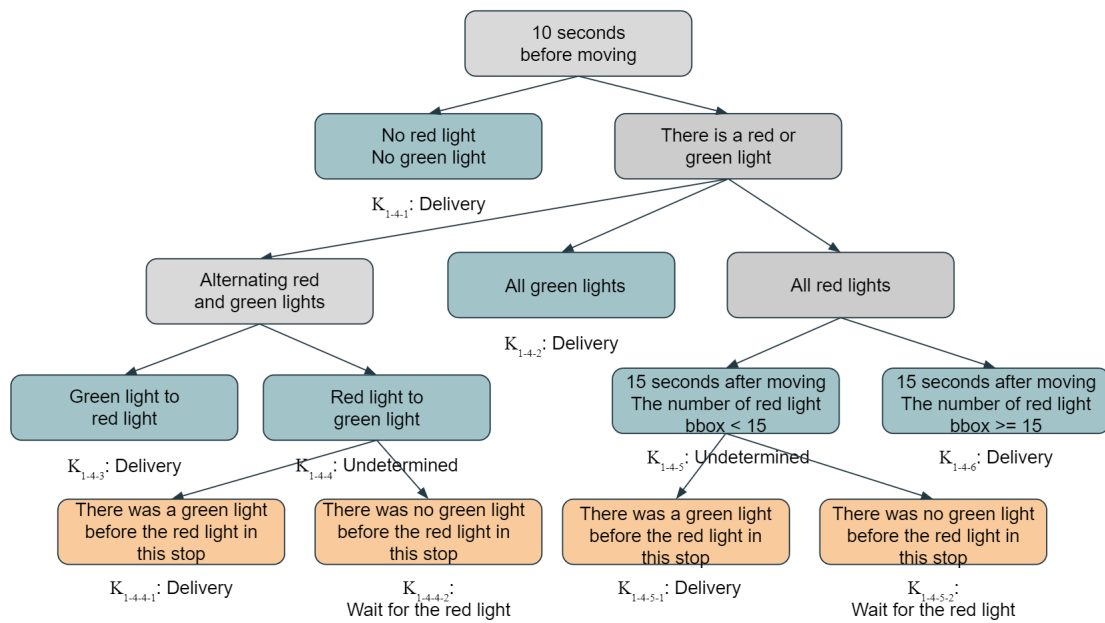 10 seconds
before moving
No red light
No green light
There is a red or
green light
K1-4-1: Delivery
Alternating red
and green lights
All green lights
All red lights
K1-4-2: Delivery
Green light to
red light
Red light to
green light
15 seconds after moving
The number of red light
bbox < 15
15 seconds after moving
The number of red light
bbox >= 15
K1-4-3: Delivery
K1-4-4: Undetermined
K1-4-5: Undetermined
K1-4-6: Delivery
There was a green light
before the red light in
this stop
There was no green light
before the red light in
this stop
There was a green light
before the red light in
this stop
There was no green light
before the red light in
this stop
K1-4-4-1: Delivery
K1-4-4-2:
Wait for the red light
K1-4-5-1: Delivery
K1-4-5-2:
Wait for the red light